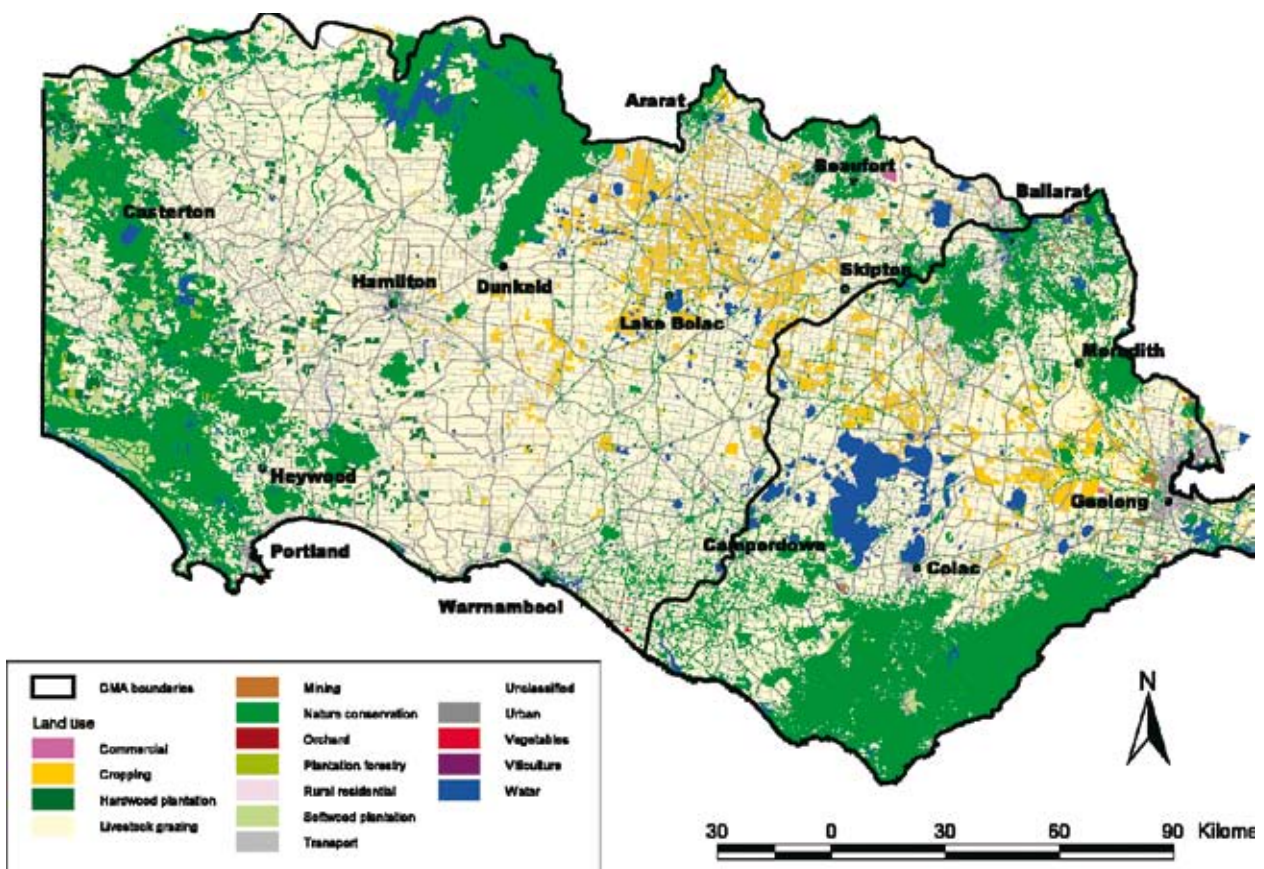 Ararat
Beaufort
Ballarat
Casterton
Hamilton
Dunkeld
Skipton
Lake Bolac
Meredith
Heywood
Geelong
Portland
Camperdown
Colac
Warrnambool
CMA boundaries
Land use
Commercial
Cropping
Hardwood plantation
Livestock grazing
Mining
Nature conservation
Orchard
Plantation forestry
Rural residential
Softwood plantation
Transport
Unclassified
Urban
Vegetables
Viticulture
Water
N
30 0 30 60 90 Kilome